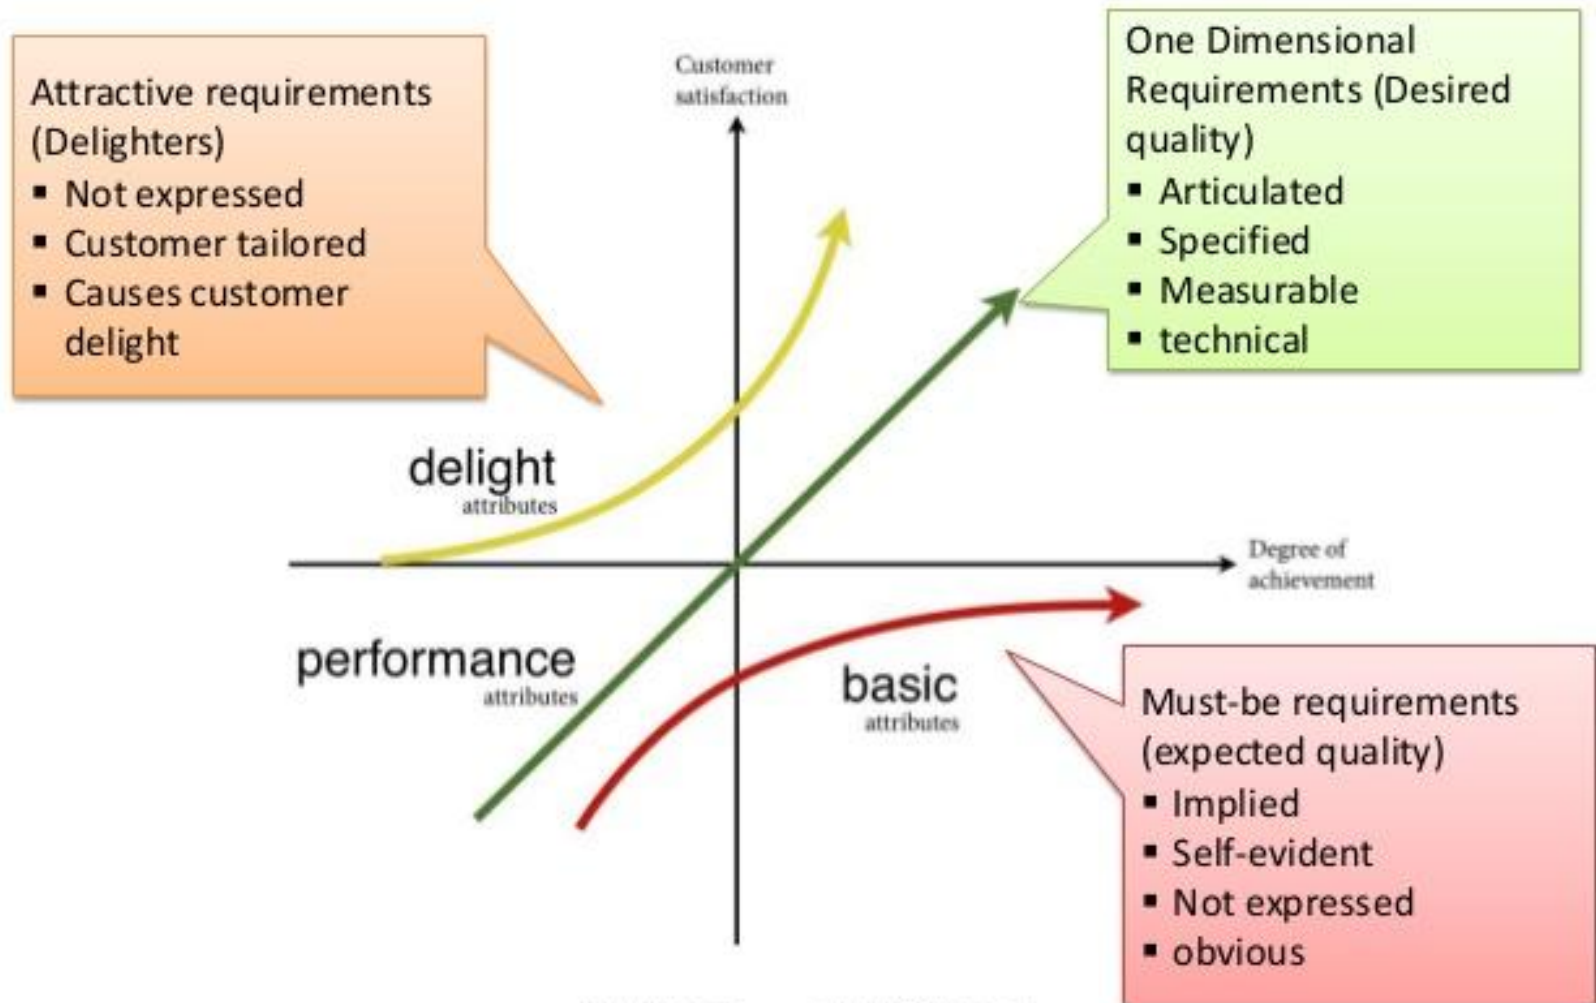 Attractive requirements
(Delighters)
▪ Not expressed
▪ Customer tailored
▪ Causes customer
delight
Customer
satisfaction
One Dimensional
Requirements (Desired
quality)
▪ Articulated
▪ Specified
▪ Measurable
▪ technical
delight
attributes
Degree of
achievement
performance
attributes
basic
attributes
Must-be requirements
(expected quality)
▪ Implied
▪ Self-evident
▪ Not expressed
▪ obvious